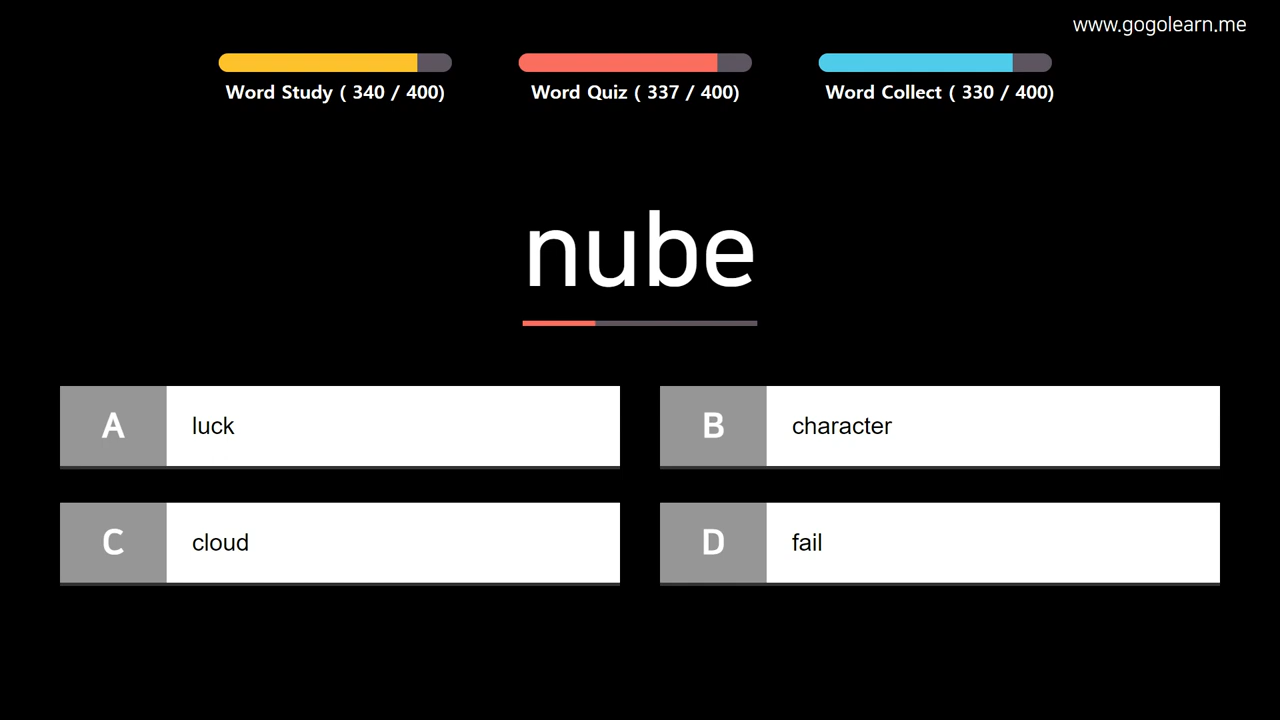 www.gogolearn.me
Word Study ( 340 / 400)
Word Quiz ( 337 / 400)
Word Collect ( 330 / 400)
nube
A luck
B character
C cloud
D fail